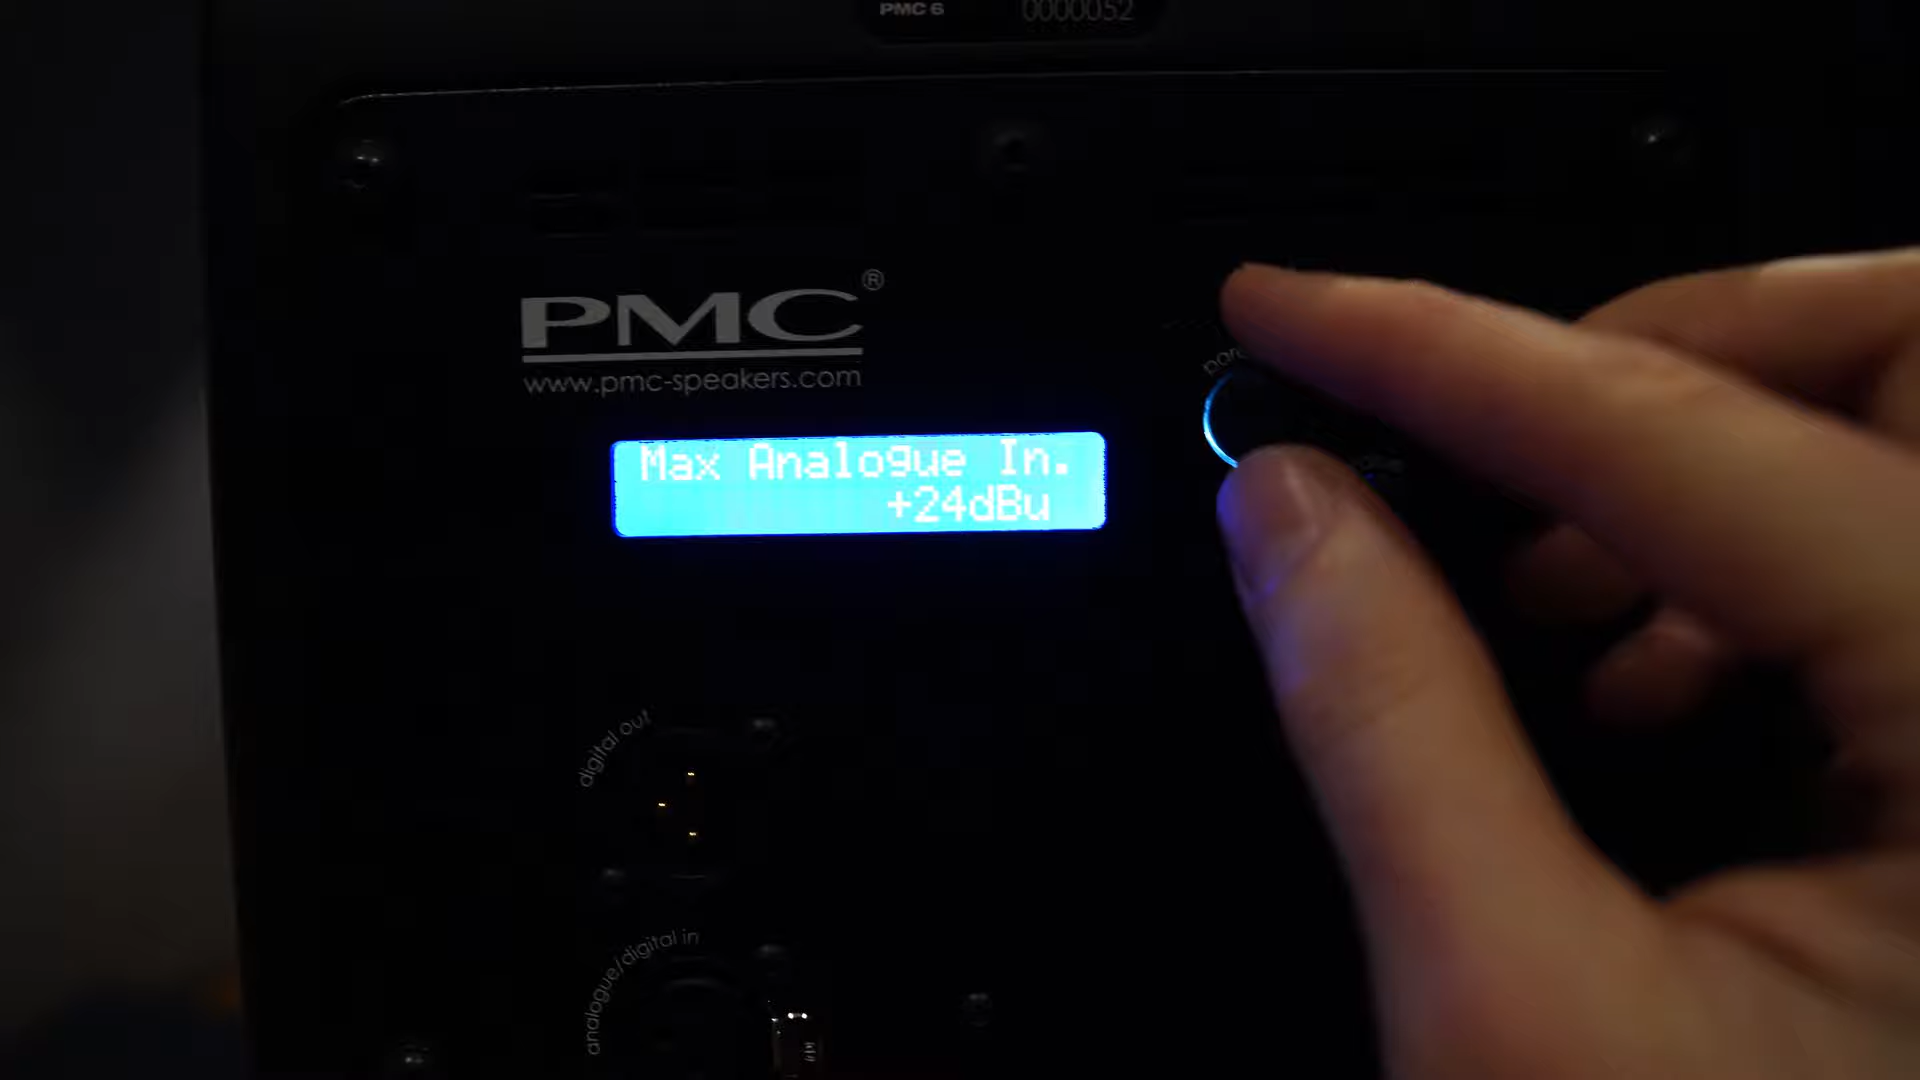 PMC 6 0000052
PMC®
www.pmc-speakers.com
Max Analogue In.
+24dBu
digital out
analogue/digital in